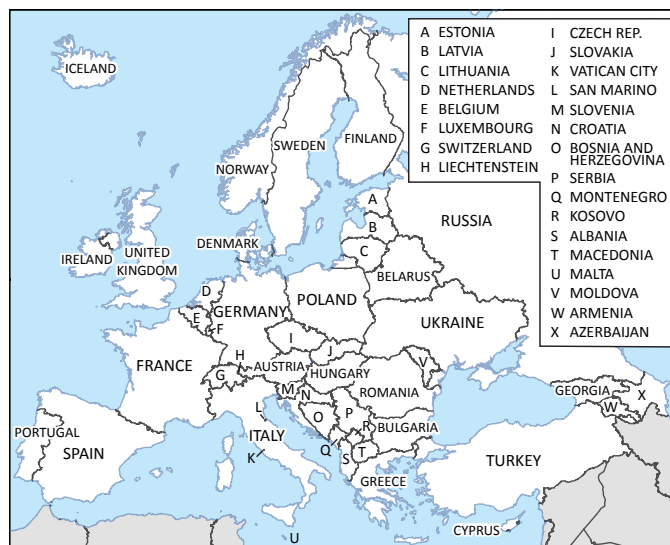 A ESTONIA
B LATVIA
C LITHUANIA
D NETHERLANDS
E BELGIUM
F LUXEMBOURG
G SWITZERLAND
H LIECHTENSTEIN
I CZECH REP.
J SLOVAKIA
K VATICAN CITY
L SAN MARINO
M SLOVENIA
N CROATIA
O BOSNIA AND
HERZEGOVINA
P SERBIA
Q MONTENEGRO
R KOSOVO
S ALBANIA
T MACEDONIA
U MALTA
V MOLDOVA
W ARMENIA
X AZERBAIJAN
ICELAND
SWEDEN
FINLAND
NORWAY
A
RUSSIA
B
DENMARK
C
IRELAND
UNITED
KINGDOM
BELARUS
D
GERMANY
POLAND
E
F
UKRAINE
I
J
FRANCE
H
G
AUSTRIA
HUNGARY
V
M
N
ROMANIA
GEORGIA
X
W
L
O
P
R
BULGARIA
PORTUGAL
SPAIN
ITALY
K
Q
S
T
TURKEY
GREECE
CYPRUS
U